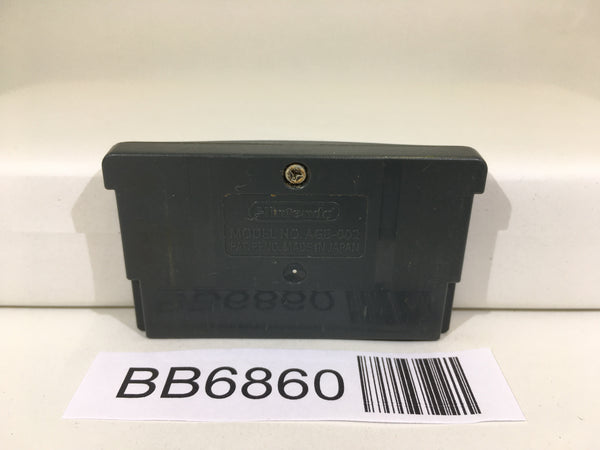 Nintendo
MODEL NO. AGB-002
PAT.PEND. MADE IN JAPAN
BB6860